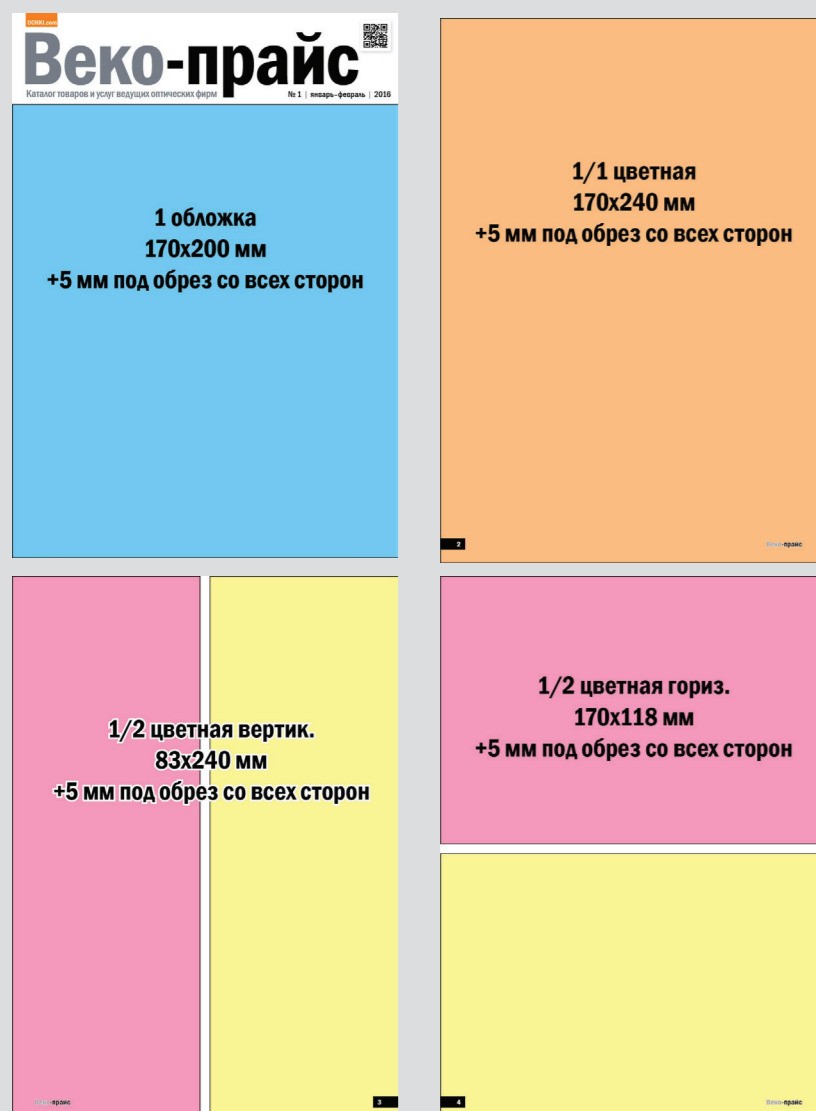 OCHKI.com
Веко-прайс
Каталог товаров и услуг ведущих оптических фирм
№ 1 | январь-февраль | 2016
1 обложка
170х200 мм
+5 мм под обрез со всех сторон
1/1 цветная
170х240 мм
+5 мм под обрез со всех сторон
2
Веко-прайс
1/2 цветная вертик.
83х240 мм
+5 мм под обрез со всех сторон
Веко-прайс
3
1/2 цветная гориз.
170х118 мм
+5 мм под обрез со всех сторон
4
Веко-прайс